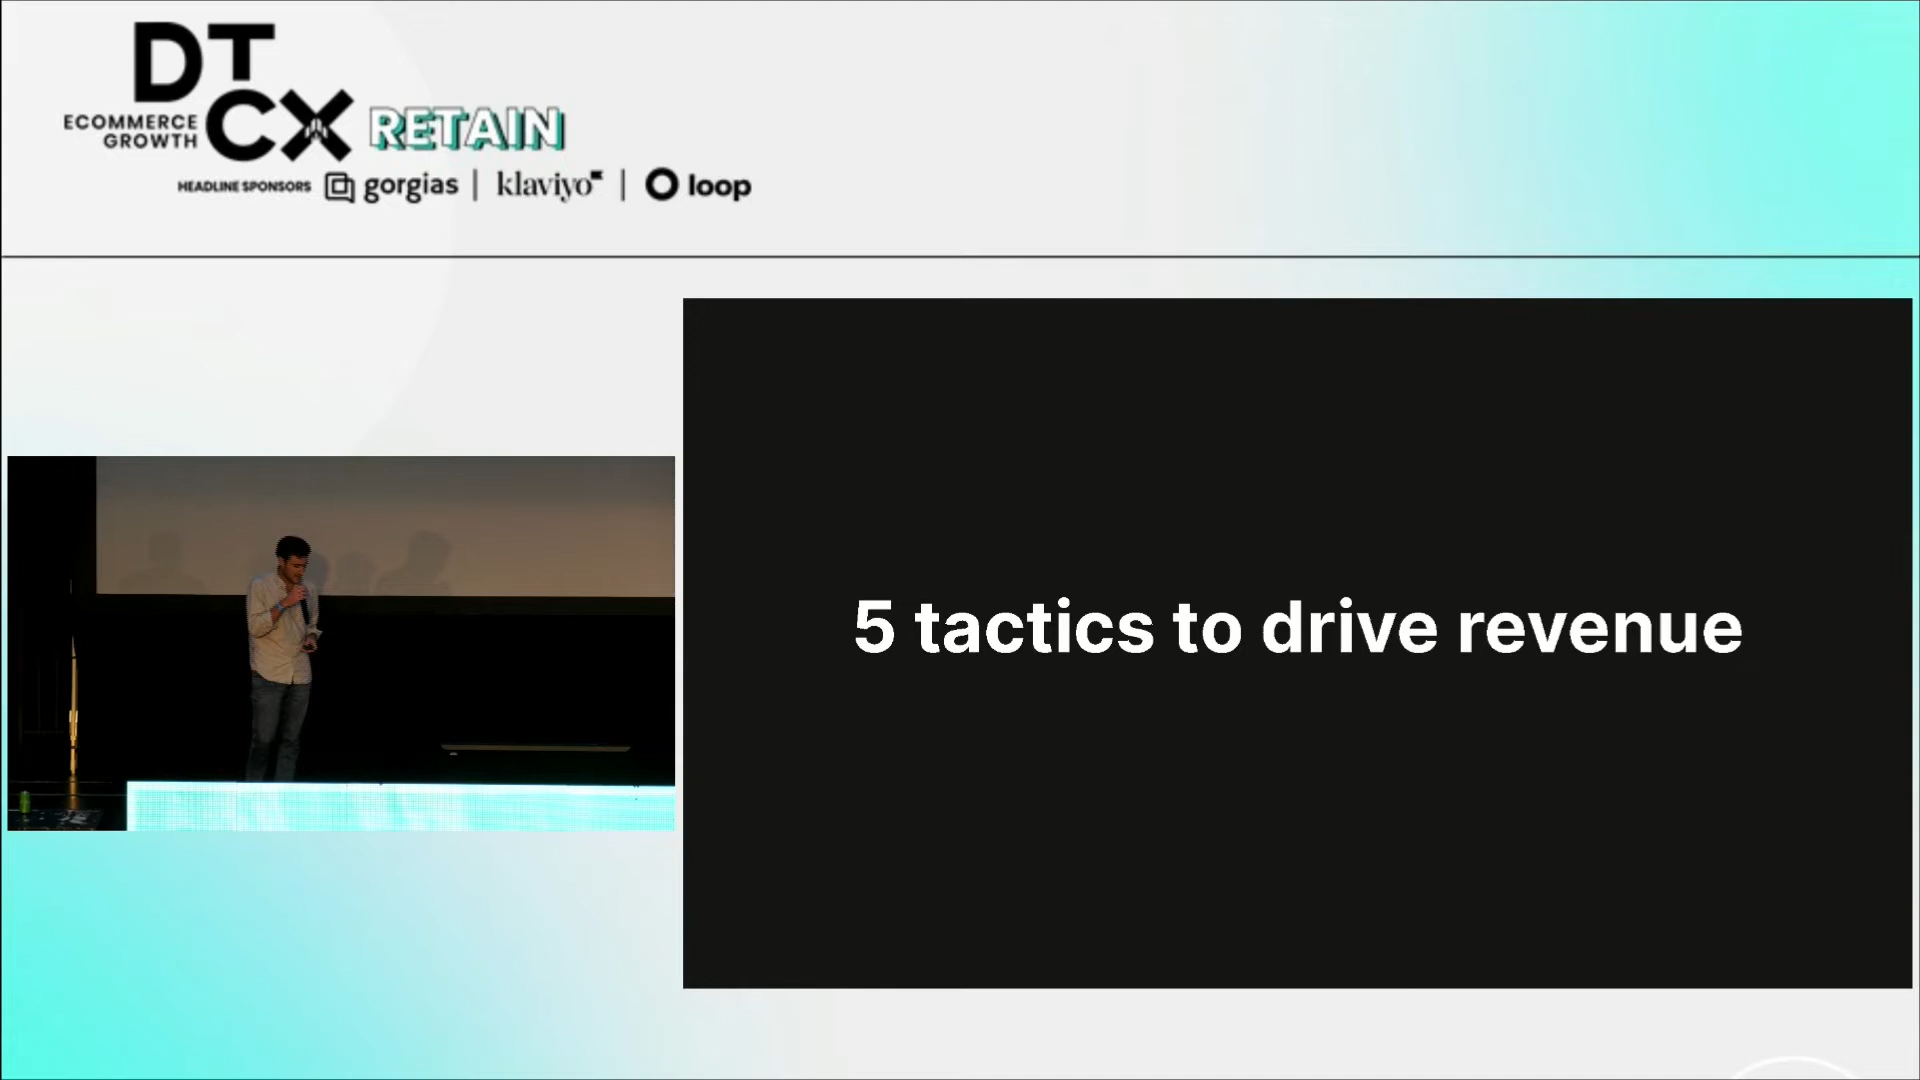 DT
CX
ECOMMERCE
GROWTH
RETAIN
HEADLINE SPONSORS gorgias | klaviyo | loop
5 tactics to drive revenue